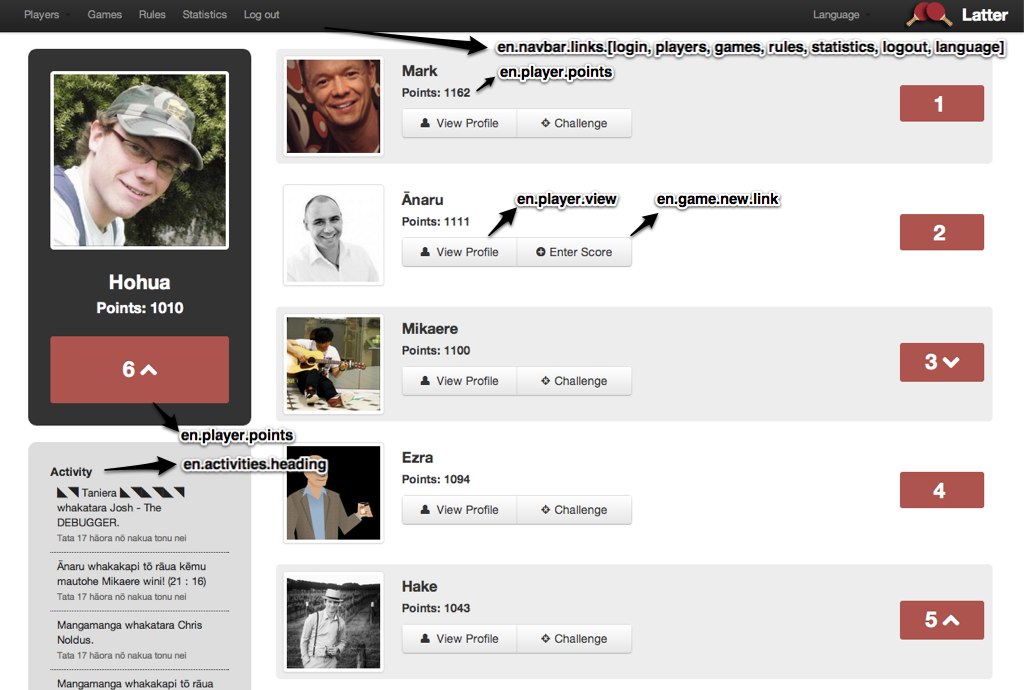 Players Games Rules Statistics Log out Language Latter
en.navbar.links.[login, players, games, rules, statistics, logout, language]
Hohua
Points: 1010
6
en.player.points
Activity
en.activities.heading
Taniera
whakatara Josh - The
DEBUGGER.
Tata 17 hāora nō nakua tonu nei
Ānaru whakakapi tō rāua kēmu
mautohe Mikaere wini! (21 : 16)
Tata 17 hāora nō nakua tonu nei
Mangamanga whakatara Chris
Noldus.
Tata 17 hāora nō nakua tonu nei
Mangamanga whakakapi tō rāua
Mark
en.player.points
Points: 1162
View Profile Challenge
1
Ānaru
en.player.view
en.game.new.link
Points: 1111
View Profile Enter Score
2
Mikaere
Points: 1100
View Profile Challenge
3
Ezra
Points: 1094
View Profile Challenge
4
Hake
Points: 1043
View Profile Challenge
5